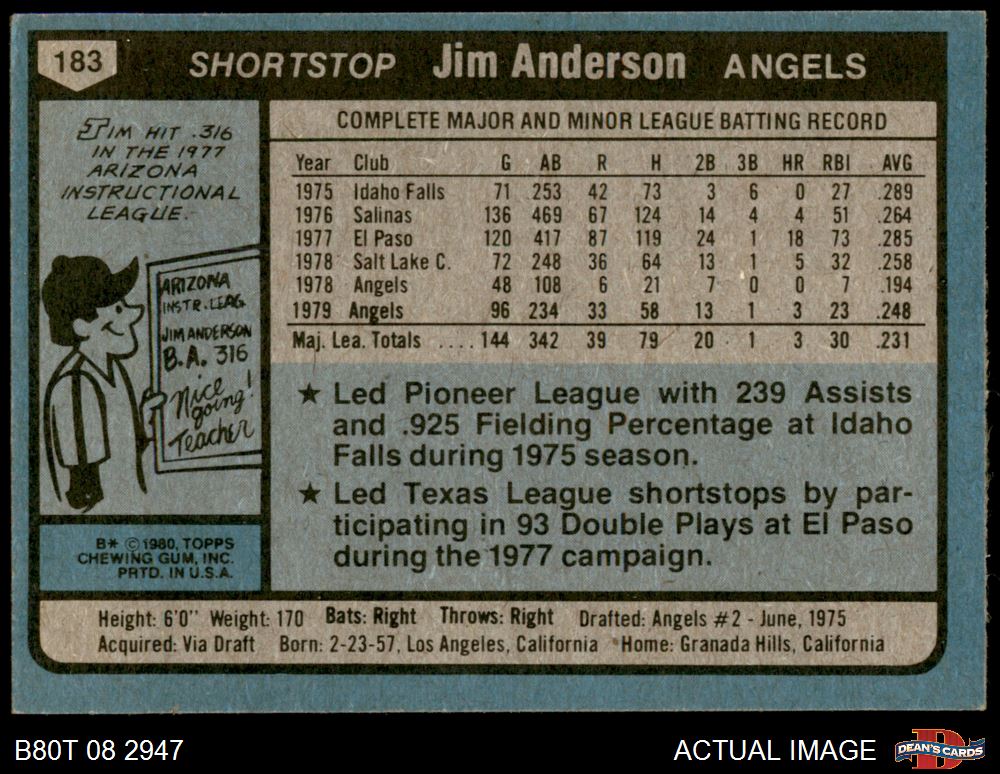 183 SHORTSTOP Jim Anderson ANGELS
JIM HIT .316
IN THE 1977
ARIZONA
INSTRUCTIONAL
LEAGUE.
ARIZONA
INSTR. LEAG.
JIM ANDERSON
B.A. 316
Nice
going!
Teacher
B* © 1980, TOPPS
CHEWING GUM, INC.
PRTD. IN U.S.A.
COMPLETE MAJOR AND MINOR LEAGUE BATTING RECORD
Year Club G AB R H 2B 3B HR RBI AVG
1975 Idaho Falls 71 253 42 73 3 6 0 27 .289
1976 Salinas 136 469 67 124 14 4 4 51 .264
1977 El Paso 120 417 87 119 24 1 18 73 .285
1978 Salt Lake C. 72 248 36 64 13 1 5 32 .258
1978 Angels 48 108 6 21 7 0 0 7 .194
1979 Angels 96 234 33 58 13 1 3 23 .248
Maj. Lea. Totals .... 144 342 39 79 20 1 3 30 .231
★ Led Pioneer League with 239 Assists
and .925 Fielding Percentage at Idaho
Falls during 1975 season.
★ Led Texas League shortstops by par-
ticipating in 93 Double Plays at El Paso
during the 1977 campaign.
Height: 6'0" Weight: 170 Bats: Right Throws: Right Drafted: Angels #2 - June, 1975
Acquired: Via Draft Born: 2-23-57, Los Angeles, California Home: Granada Hills, California
B80T 08 2947 ACTUAL IMAGE D DEAN'S CARDS